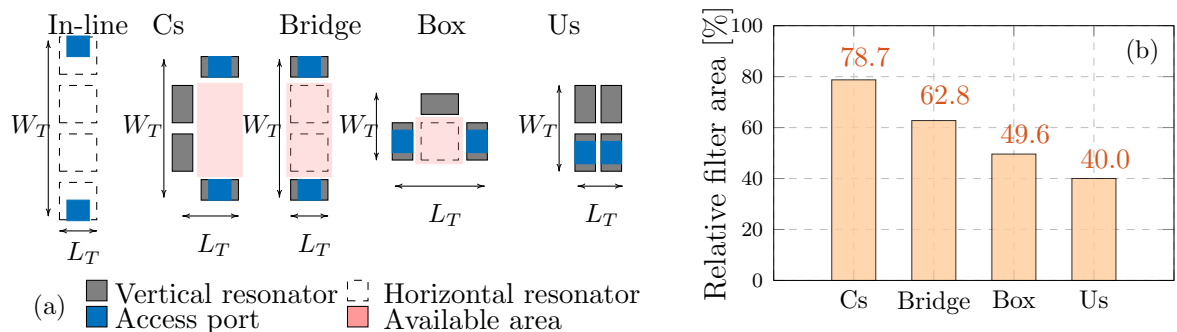 In-line Cs Bridge Box Us
W_T W_T W_T W_T W_T
L_T L_T L_T L_T L_T
(a) Vertical resonator Horizontal resonator
Access port Available area
Relative filter area [%]
(b)
100
80
60
40
20
0
78.7
62.8
49.6
40.0
Cs Bridge Box Us